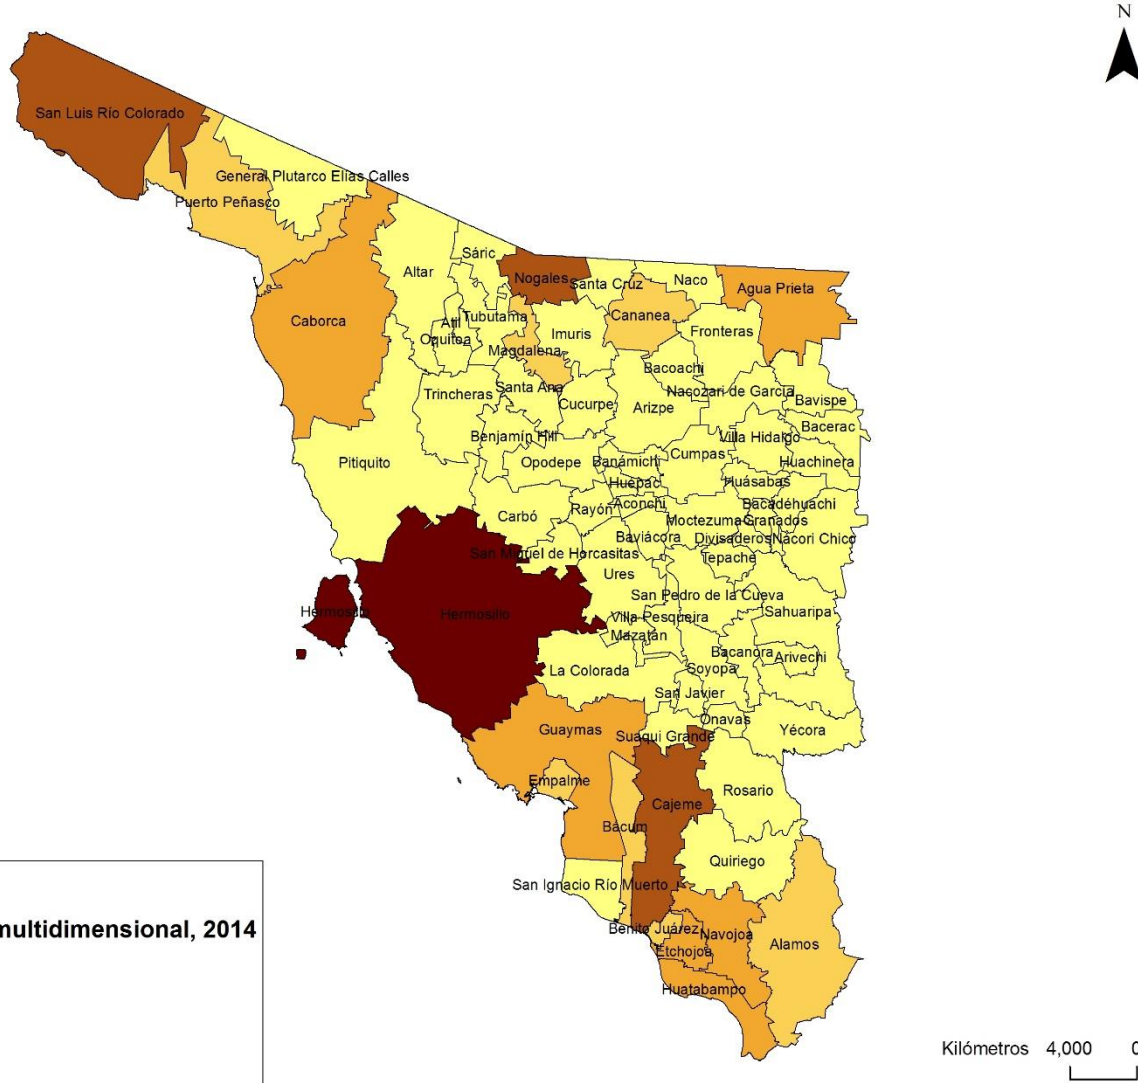 N
San Luis Río Colorado
General Plutarco Elías Calles
Puerto Peñasco
Sáric
Nogales
Santa Cruz
Naco
Agua Prieta
Altar
Caborca
Tubutama
Cananea
Atil
Imuris
Fronteras
Oquitoa
Magdalena
Bacoachi
Trincheras
Santa Ana
Nacozari de García
Bavispe
Cucurpe
Arizpe
Bacerac
Benjamín Hill
Villa Hidalgo
Pitiquito
Opodepe
Banámichi
Cumpas
Huachinera
Huépac
Huásabas
Carbó
Rayón
Aconchi
Bacadéhuachi
Moctezuma
Granados
Baviácora
Divisaderos
Nácori Chico
San Miguel de Horcasitas
Tepache
Ures
San Pedro de la Cueva
Hermosillo
Hermosillo
Villa Pesqueira
Sahuaripa
Mazatán
Bacanora
Arivechi
La Colorada
Soyopa
San Javier
Onavas
Guaymas
Suaqui Grande
Yécora
Empalme
Rosario
Cajeme
Bácum
Quiriego
San Ignacio Río Muerto
multidimensional, 2014
Benito Juárez
Navojoa
Alamos
Etchojoa
Huatabampo
Kilómetros 4,000 0